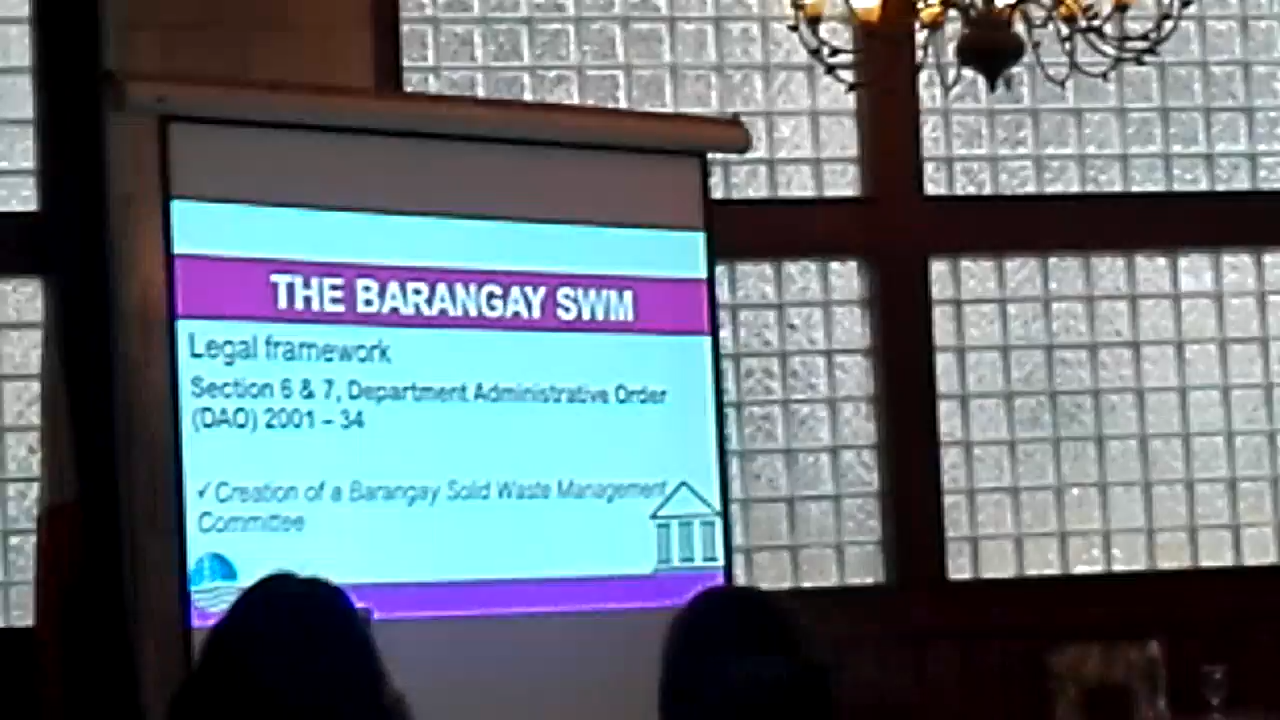 THE BARANGAY SWM
Legal framework
Section 6 & 7, Department Administrative Order
(DAO) 2001 – 34
✓Creation of a Barangay Solid Waste Management
Committee